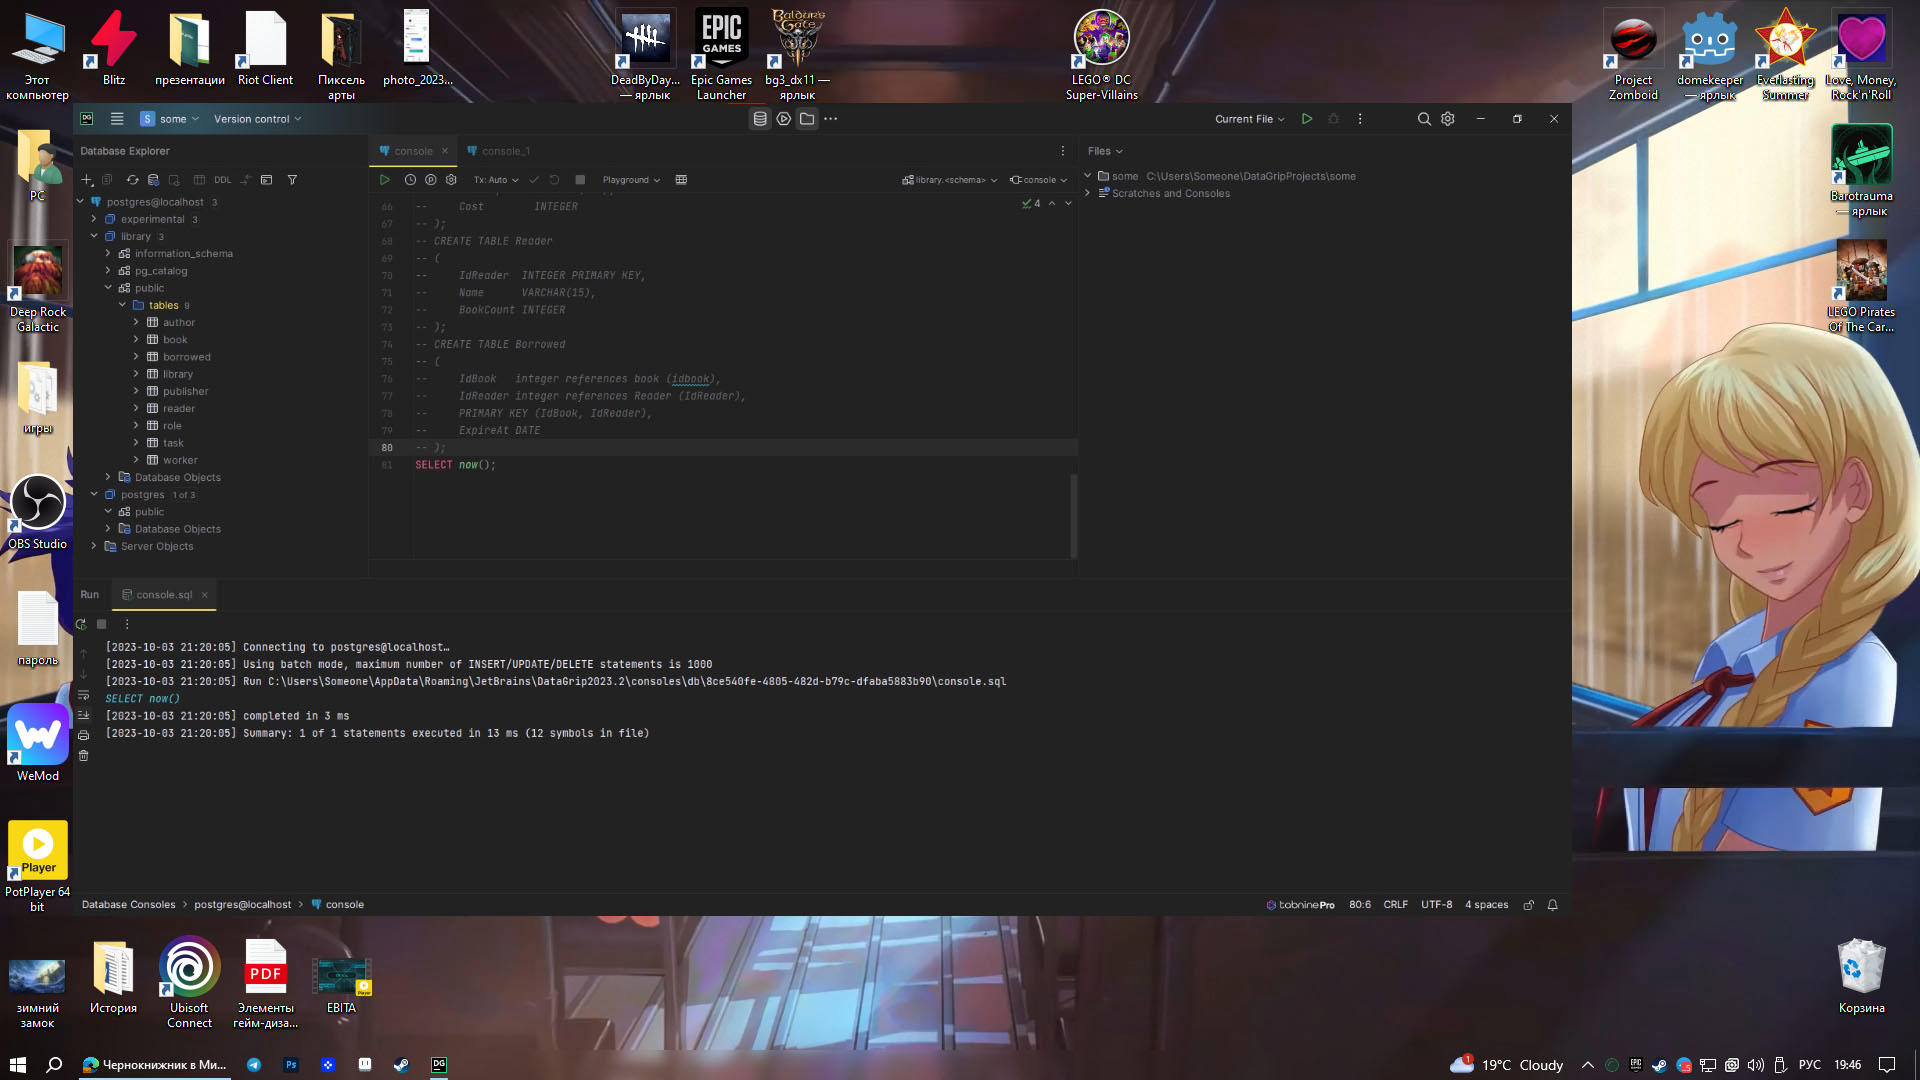 Этот
компьютер
Blitz
презентации
Riot Client
Пиксель
арты
photo_2023...
DeadByDay...
— ярлык
EPIC
GAMES
Epic Games
Launcher
Baldur's
Gate
bg3_dx11 —
ярлык
LEGO® DC
Super-Villains
Project
Zomboid
domekeeper
— ярлык
Everlasting
Summer
Love, Money,
Rock'n'Roll
PC
Deep Rock
Galactic
игры
OBS Studio
пароль
WeMod
Player
PotPlayer 64
bit
Barotrauma
— ярлык
LEGO Pirates
Of The Car...
DG
S some
Version control
Current File
Database Explorer
console
console_1
Files
DDL
Tx: Auto
Playground
library.<schema>
console
postgres@localhost 3
experimental 3
library 3
information_schema
pg_catalog
public
tables 9
author
book
borrowed
library
publisher
reader
role
task
worker
Database Objects
postgres 1 of 3
public
Database Objects
Server Objects
4
66 -- Cost INTEGER
67 -- );
68 -- CREATE TABLE Reader
69 -- (
70 -- IdReader INTEGER PRIMARY KEY,
71 -- Name VARCHAR(15),
72 -- BookCount INTEGER
73 -- );
74 -- CREATE TABLE Borrowed
75 -- (
76 -- IdBook integer references book (idbook),
77 -- IdReader integer references Reader (IdReader),
78 -- PRIMARY KEY (IdBook, IdReader),
79 -- ExpireAt DATE
80 -- );
81 SELECT now();
some C:\Users\Someone\DataGripProjects\some
Scratches and Consoles
Run
console.sql
[2023-10-03 21:20:05] Connecting to postgres@localhost…
[2023-10-03 21:20:05] Using batch mode, maximum number of INSERT/UPDATE/DELETE statements is 1000
[2023-10-03 21:20:05] Run C:\Users\Someone\AppData\Roaming\JetBrains\DataGrip2023.2\consoles\db\8ce540fe-4805-482d-b79c-dfaba5883b90\console.sql
SELECT now()
[2023-10-03 21:20:05] completed in 3 ms
[2023-10-03 21:20:05] Summary: 1 of 1 statements executed in 13 ms (12 symbols in file)
Database Consoles > postgres@localhost > console
tabnine Pro
80:6
CRLF
UTF-8
4 spaces
зимний
замок
История
Ubisoft
Connect
PDF
Элементы
гейм-диза...
EBITA
Корзина
Чернокнижник в Ми...
Ps
DG
1
19°C Cloudy
РУС
19:46